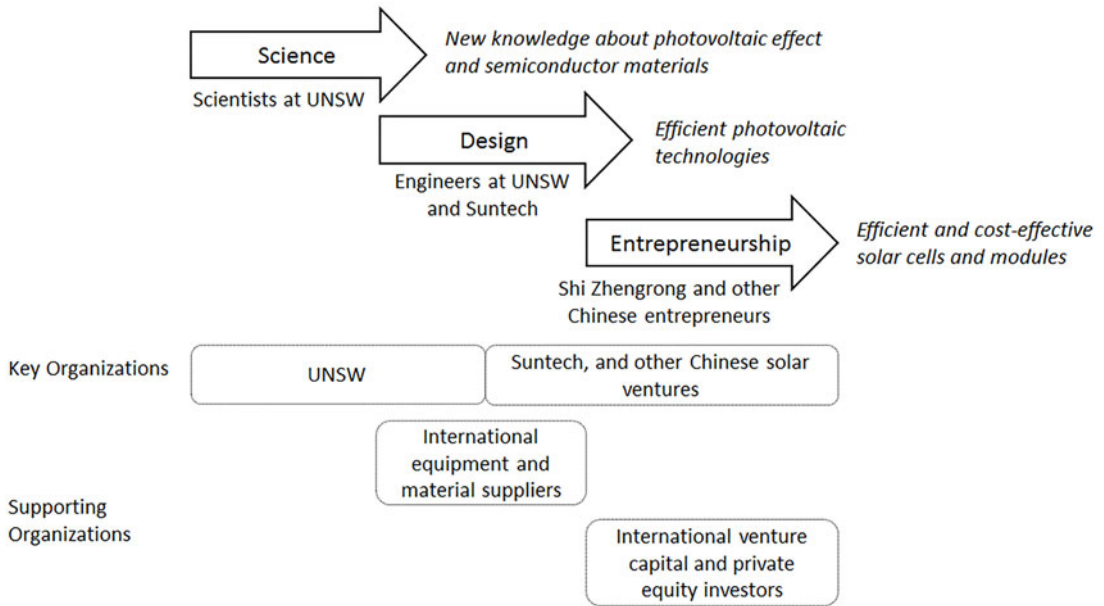 Science
New knowledge about photovoltaic effect
and semiconductor materials
Scientists at UNSW
Design
Efficient photovoltaic
technologies
Engineers at UNSW
and Suntech
Entrepreneurship
Efficient and cost-effective
solar cells and modules
Shi Zhengrong and other
Chinese entrepreneurs
Key Organizations
UNSW
Suntech, and other Chinese solar
ventures
International
equipment and
material suppliers
Supporting
Organizations
International venture
capital and private
equity investors